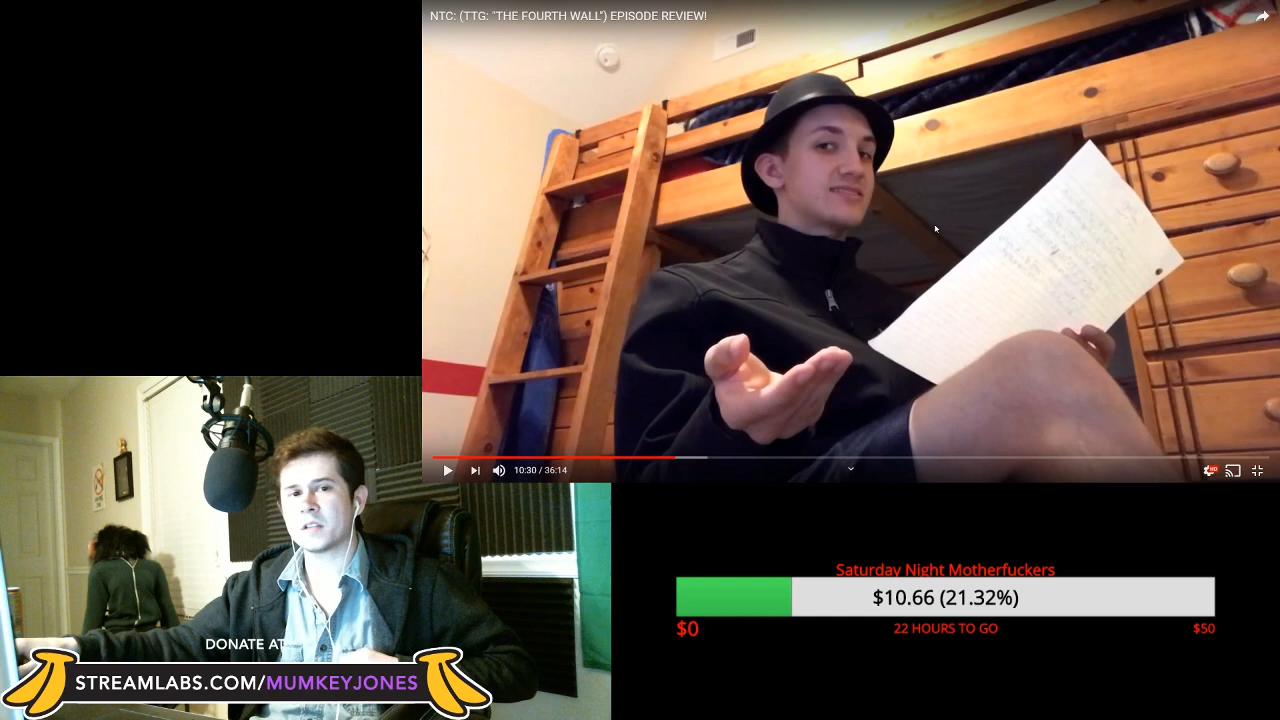 NTC: (TTG: "THE FOURTH WALL") EPISODE REVIEW!
10:30 / 36:14
HD
Saturday Night Motherfuckers
$10.66 (21.32%)
$0
22 HOURS TO GO
$50
DONATE AT
STREAMLABS.COM/MUMKEYJONES